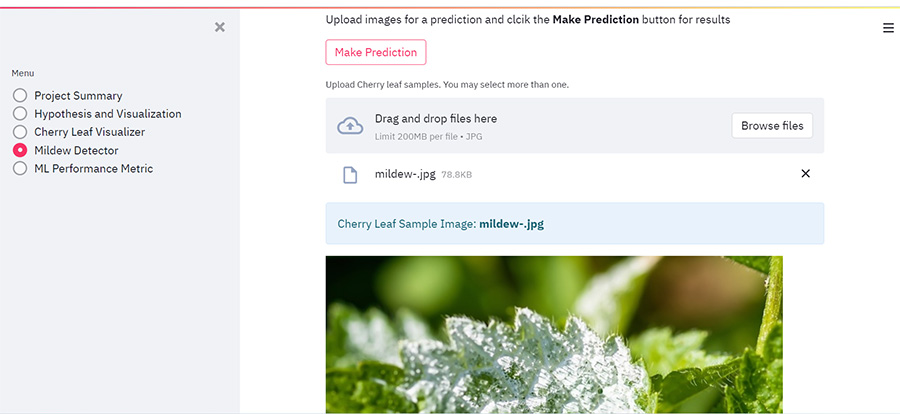 Upload images for a prediction and clcik the Make Prediction button for results
Make Prediction
Menu
Project Summary
Hypothesis and Visualization
Cherry Leaf Visualizer
Mildew Detector
ML Performance Metric
Upload Cherry leaf samples. You may select more than one.
Drag and drop files here
Limit 200MB per file • JPG
Browse files
mildew-.jpg 78.8KB
Cherry Leaf Sample Image: mildew-.jpg